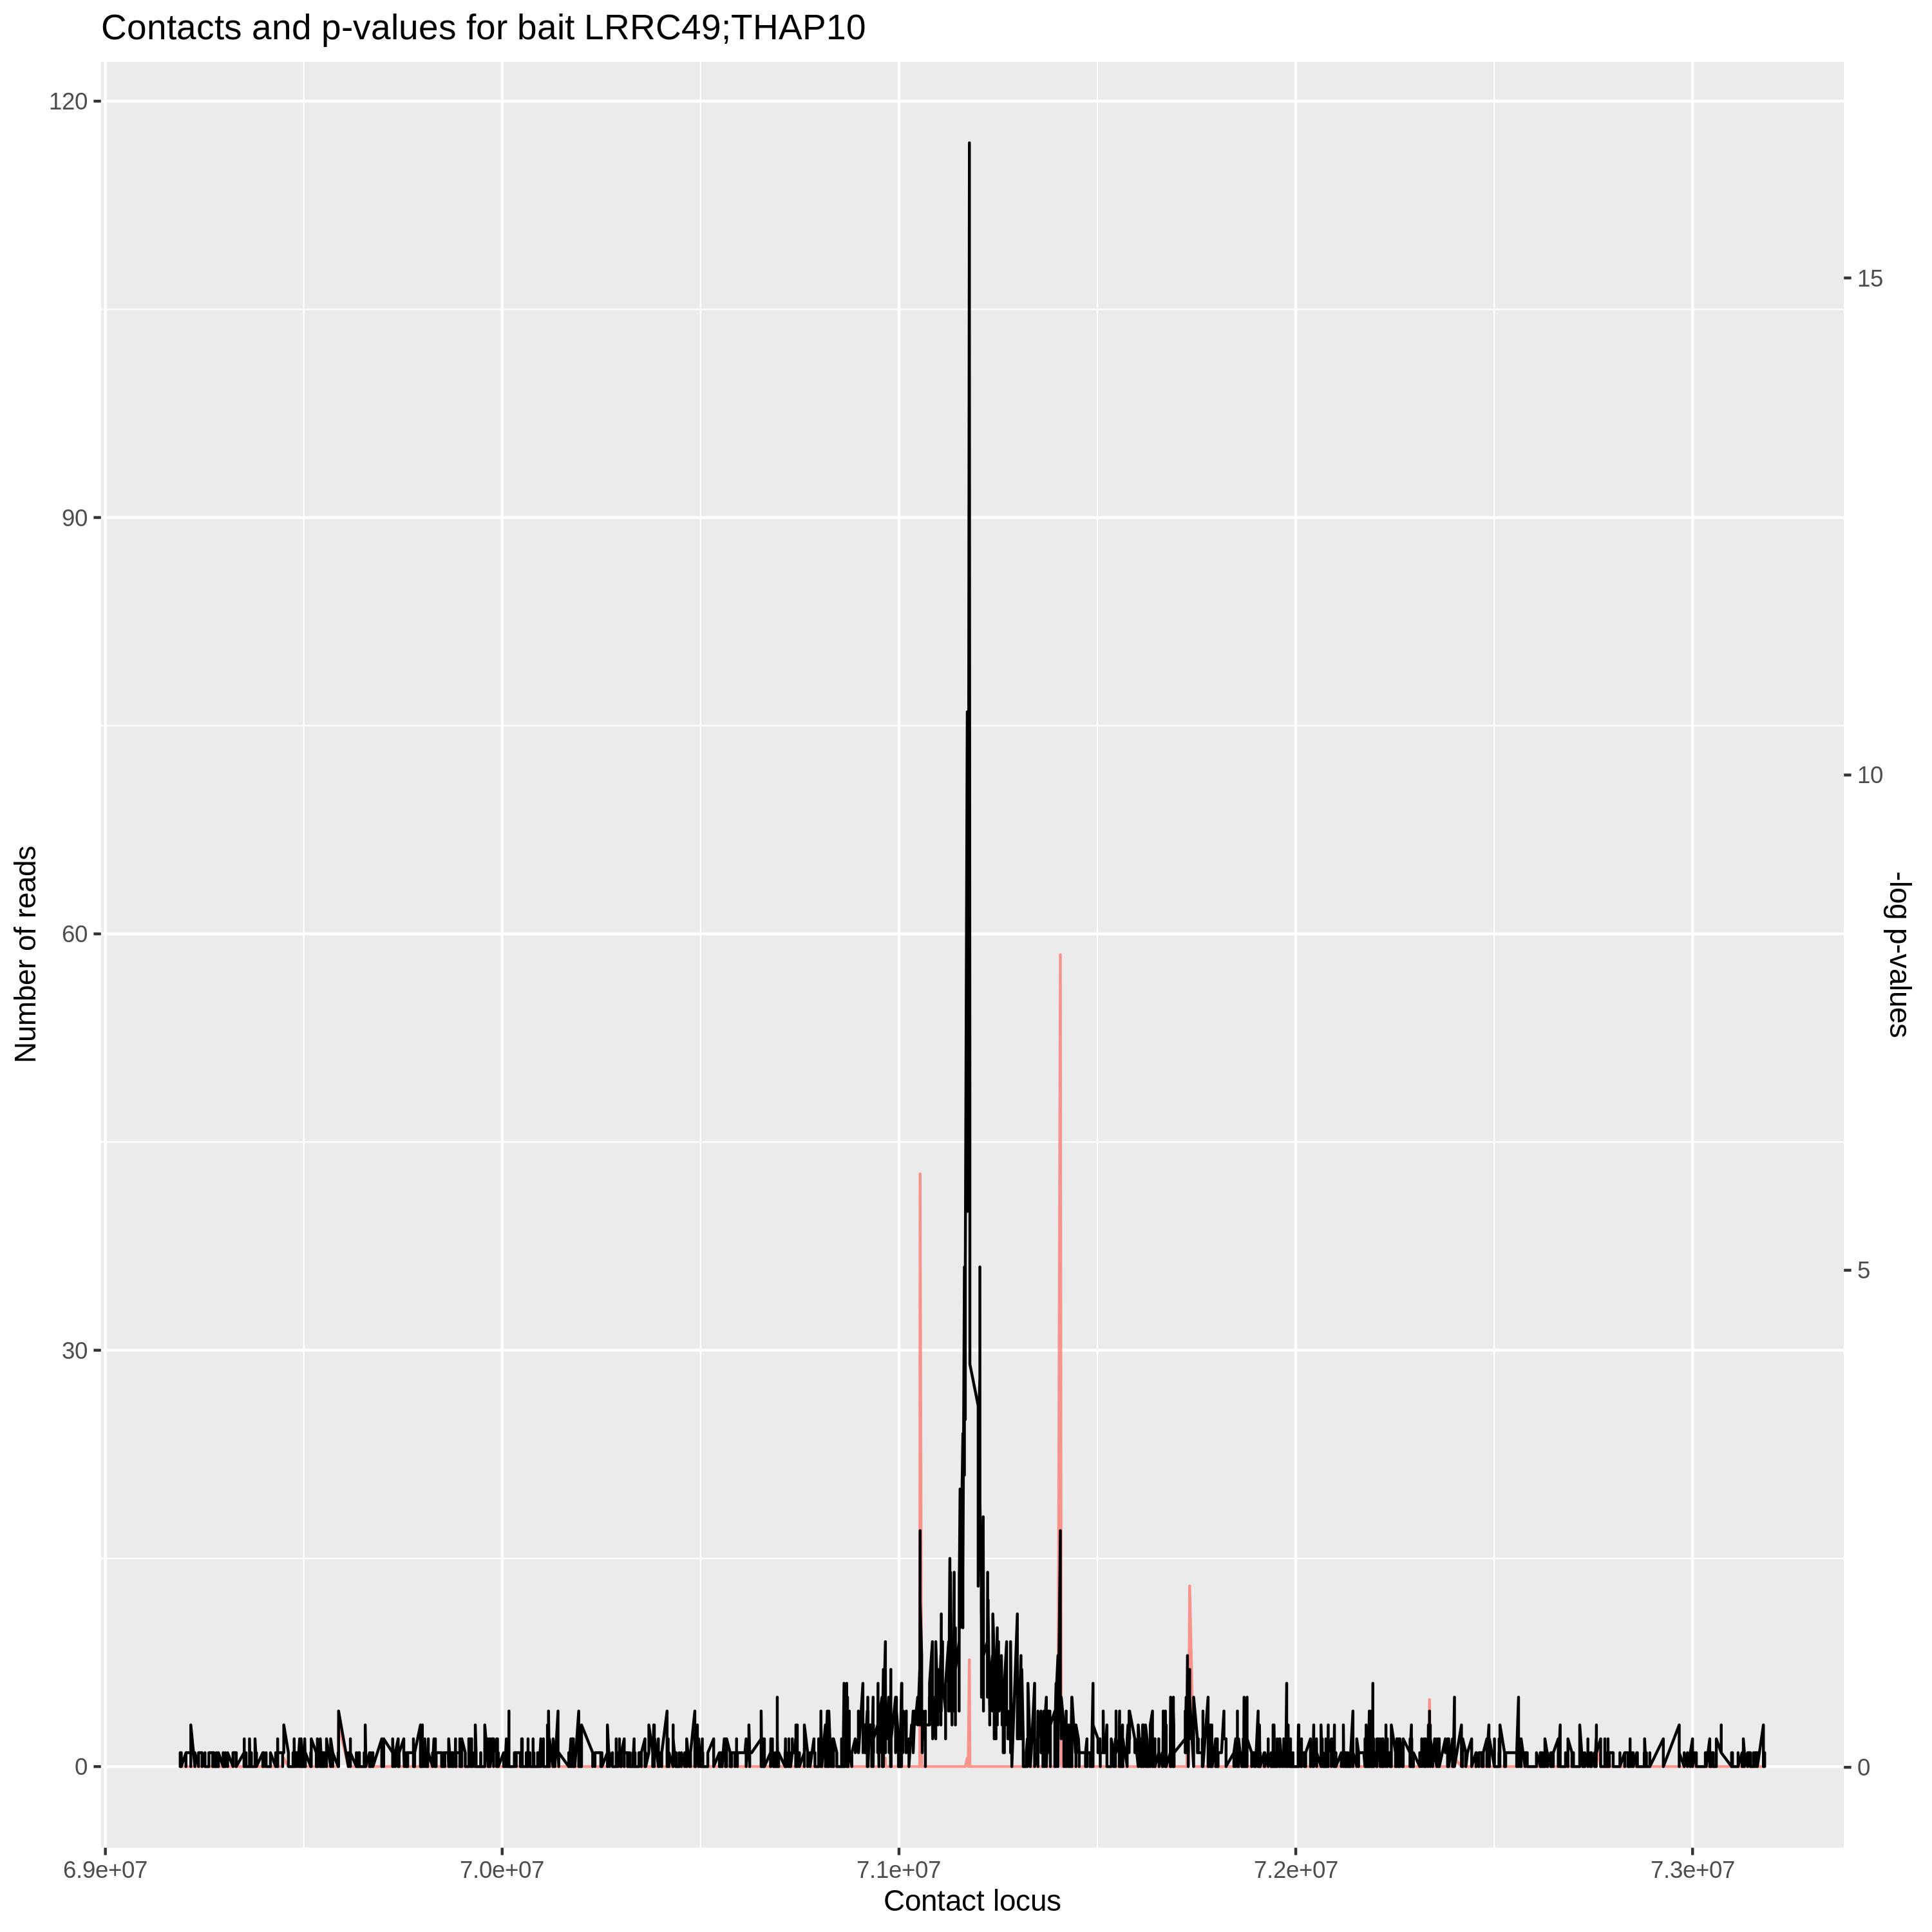 Contacts and p-values for bait LRRC49;THAP10
120
90
60
30
0
Number of reads
15
10
5
0
-log p-values
6.9e+07 7.0e+07 7.1e+07 7.2e+07 7.3e+07
Contact locus